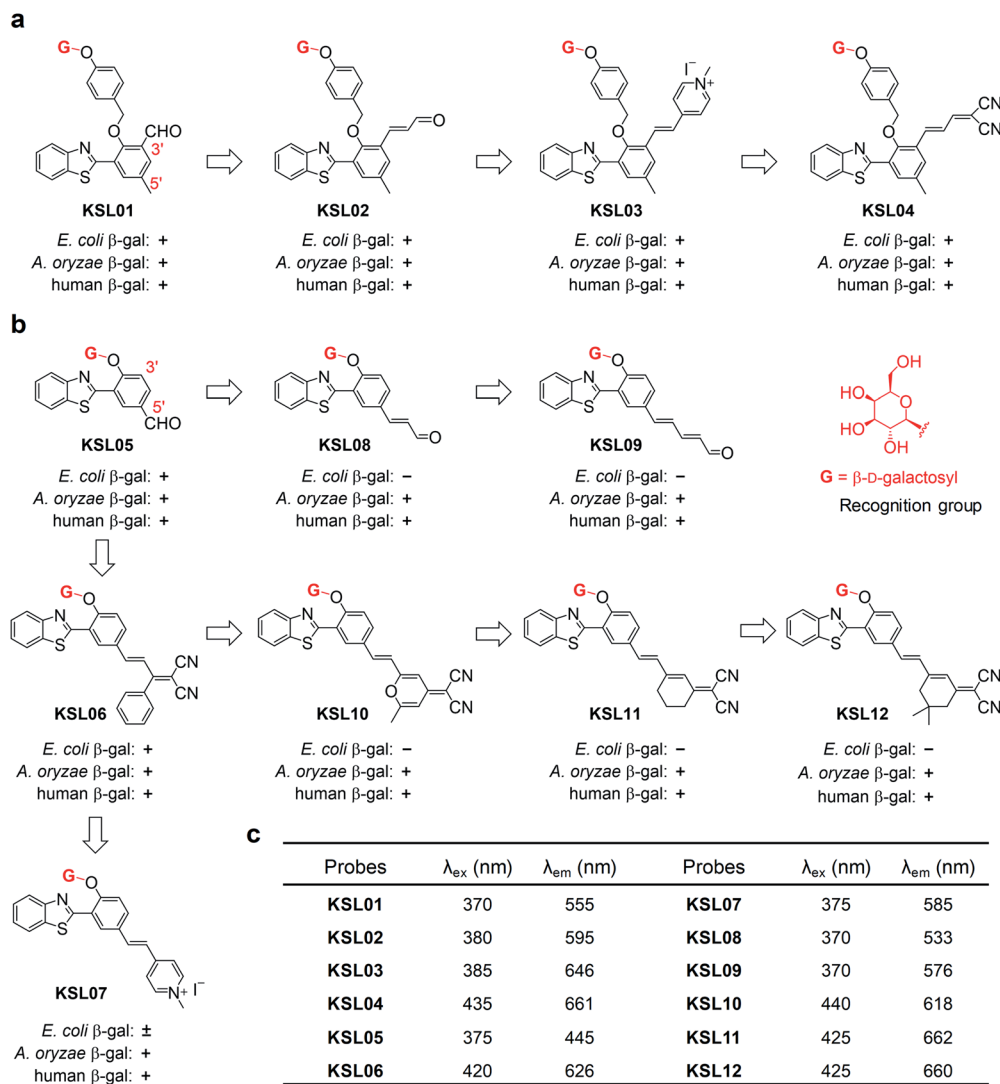 a
G
O
O
CHO
3'
N
S
5'
KSL01
E. coli β-gal: +
A. oryzae β-gal: +
human β-gal: +
G
O
O
O
N
S
KSL02
E. coli β-gal: +
A. oryzae β-gal: +
human β-gal: +
G
O
I⁻
N⁺
O
N
S
KSL03
E. coli β-gal: +
A. oryzae β-gal: +
human β-gal: +
G
O
CN
CN
O
N
S
KSL04
E. coli β-gal: +
A. oryzae β-gal: +
human β-gal: +
b
G
O
3'
N
S
5'
CHO
KSL05
E. coli β-gal: +
A. oryzae β-gal: +
human β-gal: +
G
O
N
S
O
KSL08
E. coli β-gal: −
A. oryzae β-gal: +
human β-gal: +
G
O
N
S
O
KSL09
E. coli β-gal: −
A. oryzae β-gal: +
human β-gal: +
OH
HO
O
HO
OH
G = β-D-galactosyl
Recognition group
G
O
N
S
CN
CN
KSL06
E. coli β-gal: +
A. oryzae β-gal: +
human β-gal: +
G
O
N
S
O
CN
CN
KSL10
E. coli β-gal: −
A. oryzae β-gal: +
human β-gal: +
G
O
N
S
CN
CN
KSL11
E. coli β-gal: −
A. oryzae β-gal: +
human β-gal: +
G
O
N
S
CN
CN
KSL12
E. coli β-gal: −
A. oryzae β-gal: +
human β-gal: +
G
O
N
S
N⁺ I⁻
KSL07
E. coli β-gal: ±
A. oryzae β-gal: +
human β-gal: +
c
Probes λex (nm) λem (nm) Probes λex (nm) λem (nm)
KSL01 370 555 KSL07 375 585
KSL02 380 595 KSL08 370 533
KSL03 385 646 KSL09 370 576
KSL04 435 661 KSL10 440 618
KSL05 375 445 KSL11 425 662
KSL06 420 626 KSL12 425 660